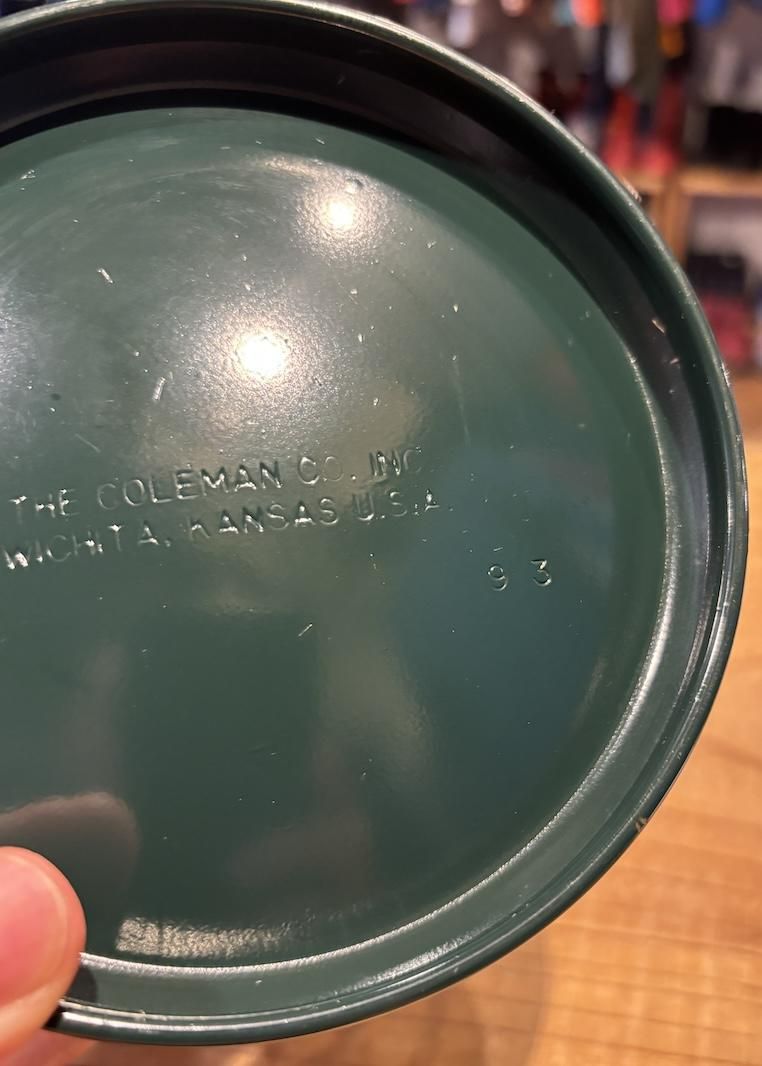 THE COLEMAN CO. INC
WICHITA, KANSAS U.S.A.
9 3